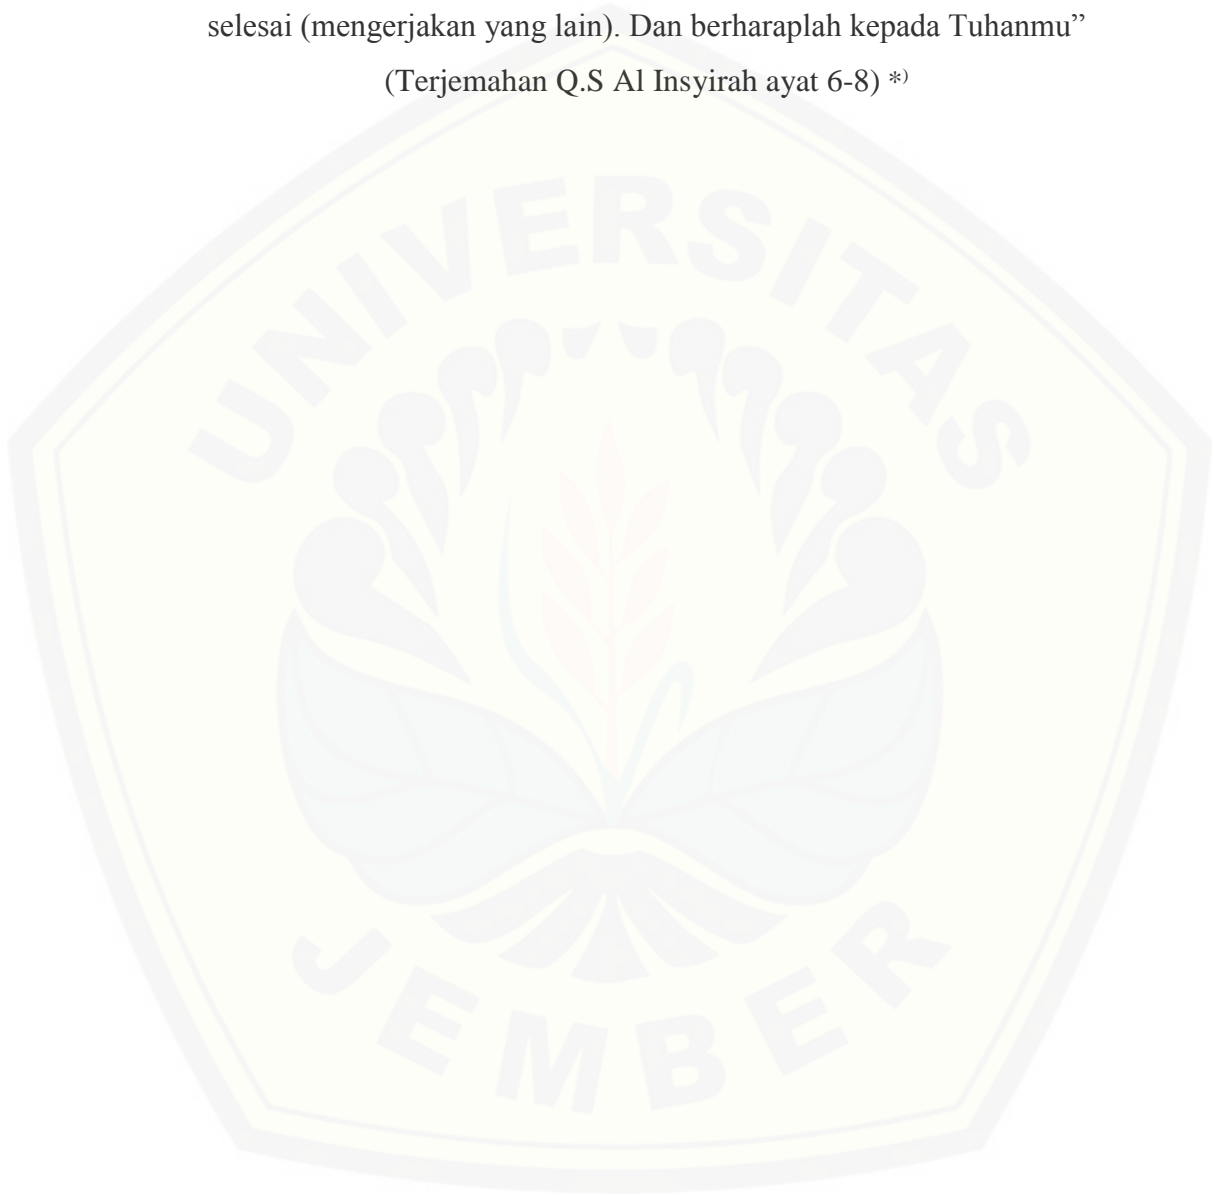 selesai (mengerjakan yang lain). Dan berharaplah kepada Tuhanmu”
(Terjemahan Q.S Al Insyirah ayat 6-8) *)
UNIVERSITAS
JEMBER